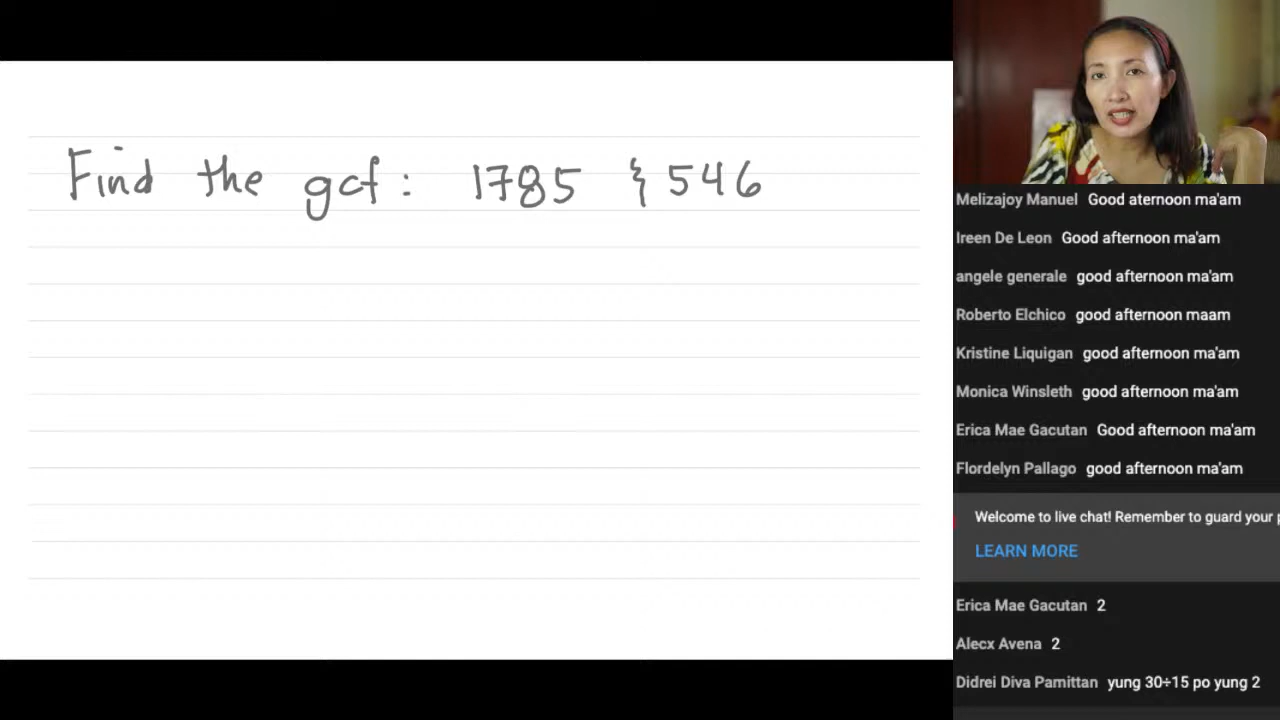 Find the gcf: 1785 & 546
Melizajoy Manuel Good aternoon ma'am
Ireen De Leon Good afternoon ma'am
angele generale good afternoon ma'am
Roberto Elchico good afternoon maam
Kristine Liquigan good afternoon ma'am
Monica Winsleth good afternoon ma'am
Erica Mae Gacutan Good afternoon ma'am
Flordelyn Pallago good afternoon ma'am
Welcome to live chat! Remember to guard your
LEARN MORE
Erica Mae Gacutan 2
Alecx Avena 2
Didrei Diva Pamittan yung 30÷15 po yung 2